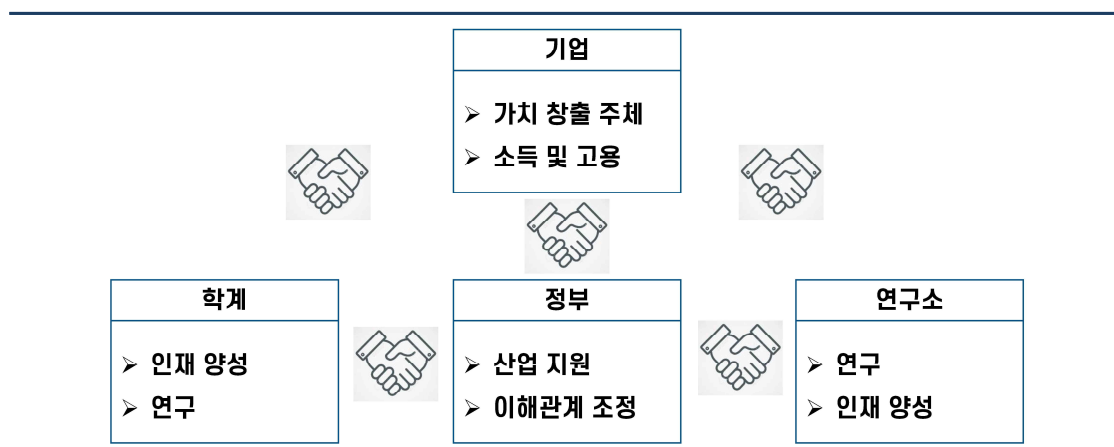 기업
➢ 가치 창출 주체
➢ 소득 및 고용
학계
➢ 인재 양성
➢ 연구
정부
➢ 산업 지원
➢ 이해관계 조정
연구소
➢ 연구
➢ 인재 양성